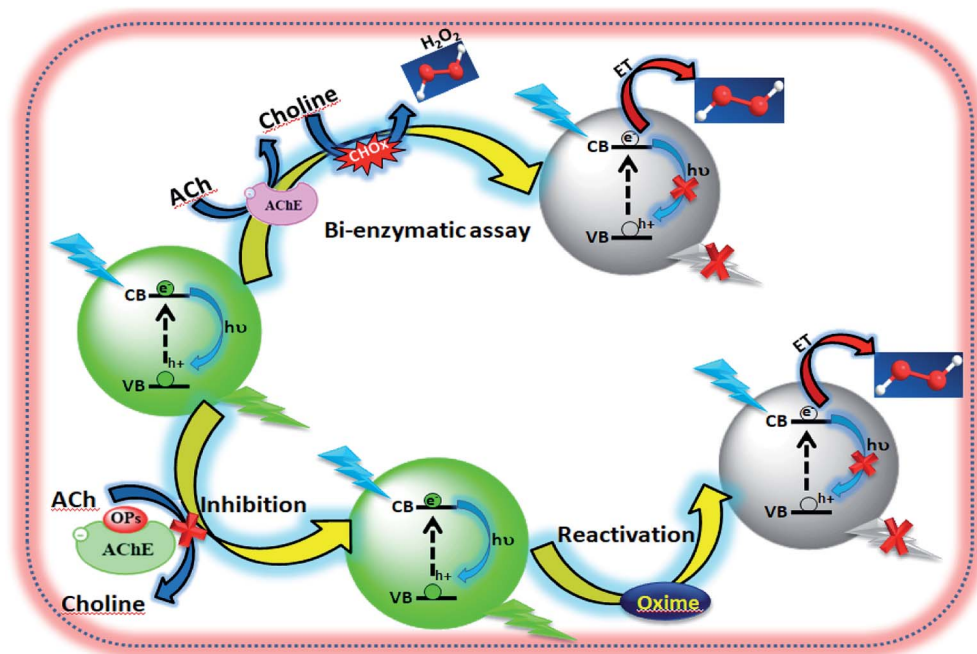 H₂O₂
ET
Choline
CHOx
CB
e⁻
hυ
ACh
AChE
h+
VB
Bi-enzymatic assay
CB
e⁻
hυ
h+
VB
ET
CB
e⁻
hυ
h+
VB
ACh
OPs
AChE
Inhibition
Choline
CB
e⁻
hυ
h+
VB
Reactivation
Oxime